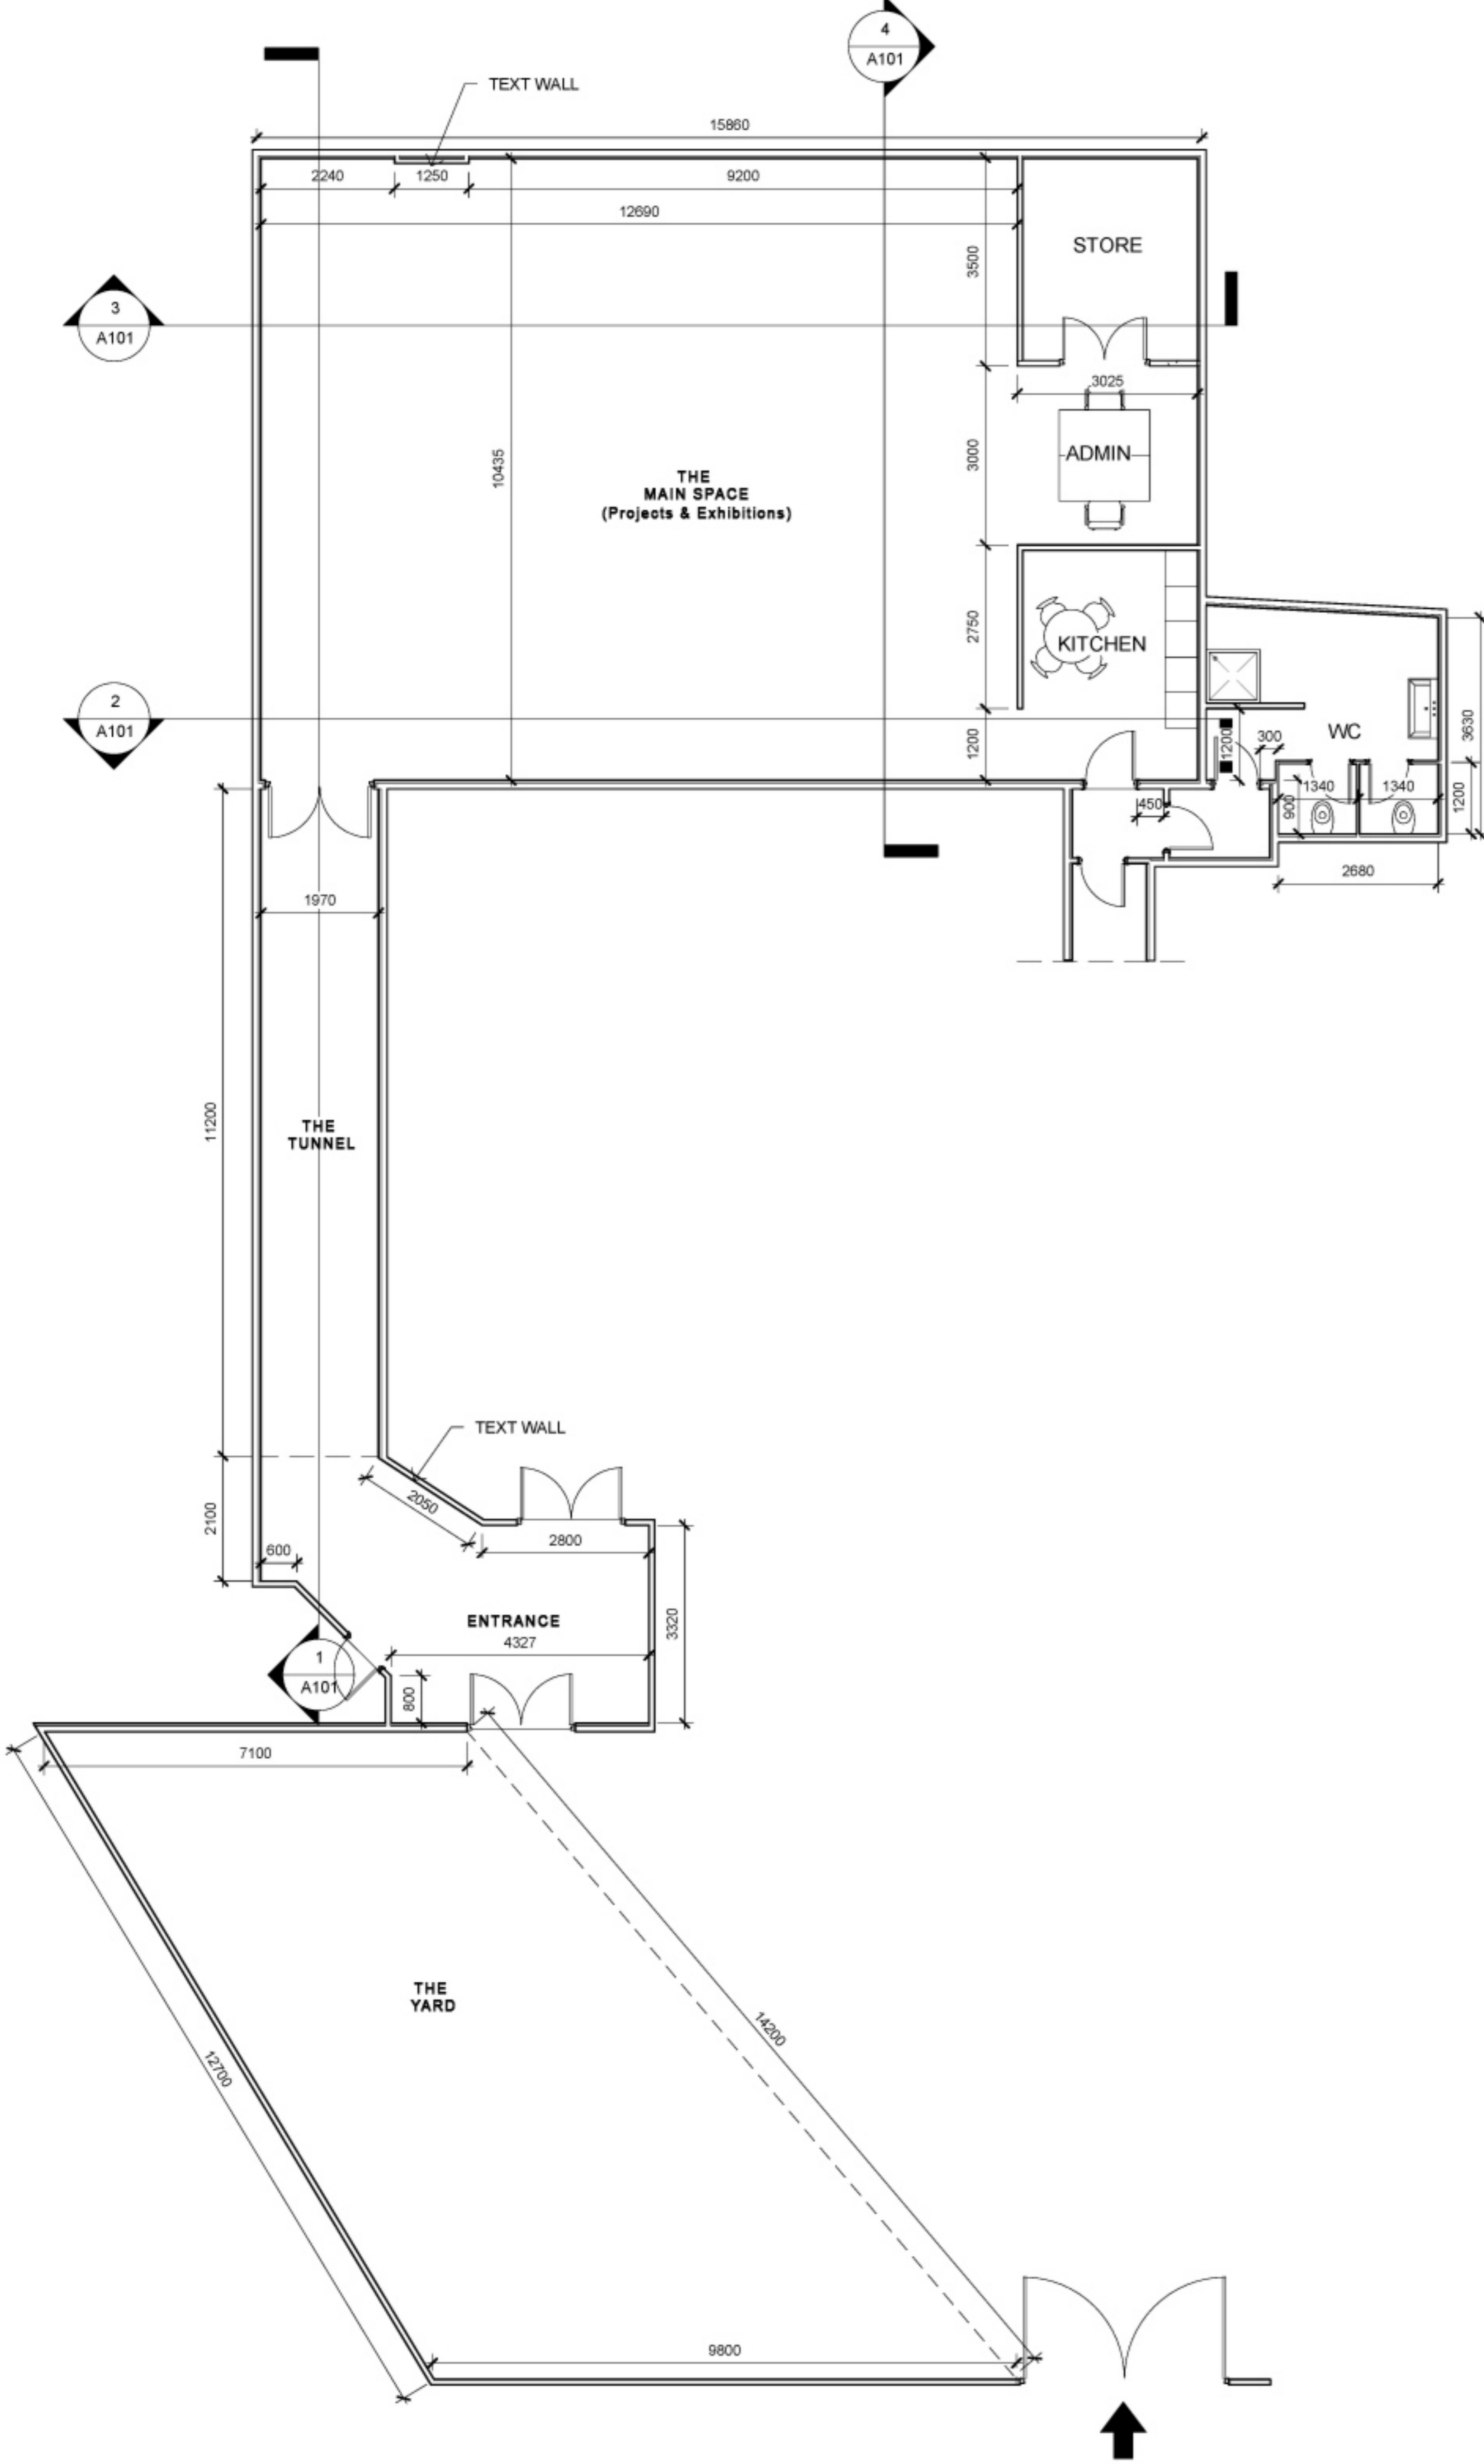 4
A101
TEXT WALL
15860
2240
1250
9200
12690
STORE
3500
3
A101
3025
10435
3000
ADMIN
THE
MAIN SPACE
(Projects & Exhibitions)
2750
KITCHEN
2
A101
1200
1200
300
WC
3630
450
900
1340
1340
1200
2680
1970
11200
THE
TUNNEL
TEXT WALL
2050
2100
2800
600
ENTRANCE
4327
3320
1
A101
800
7100
THE
YARD
14200
12700
9800